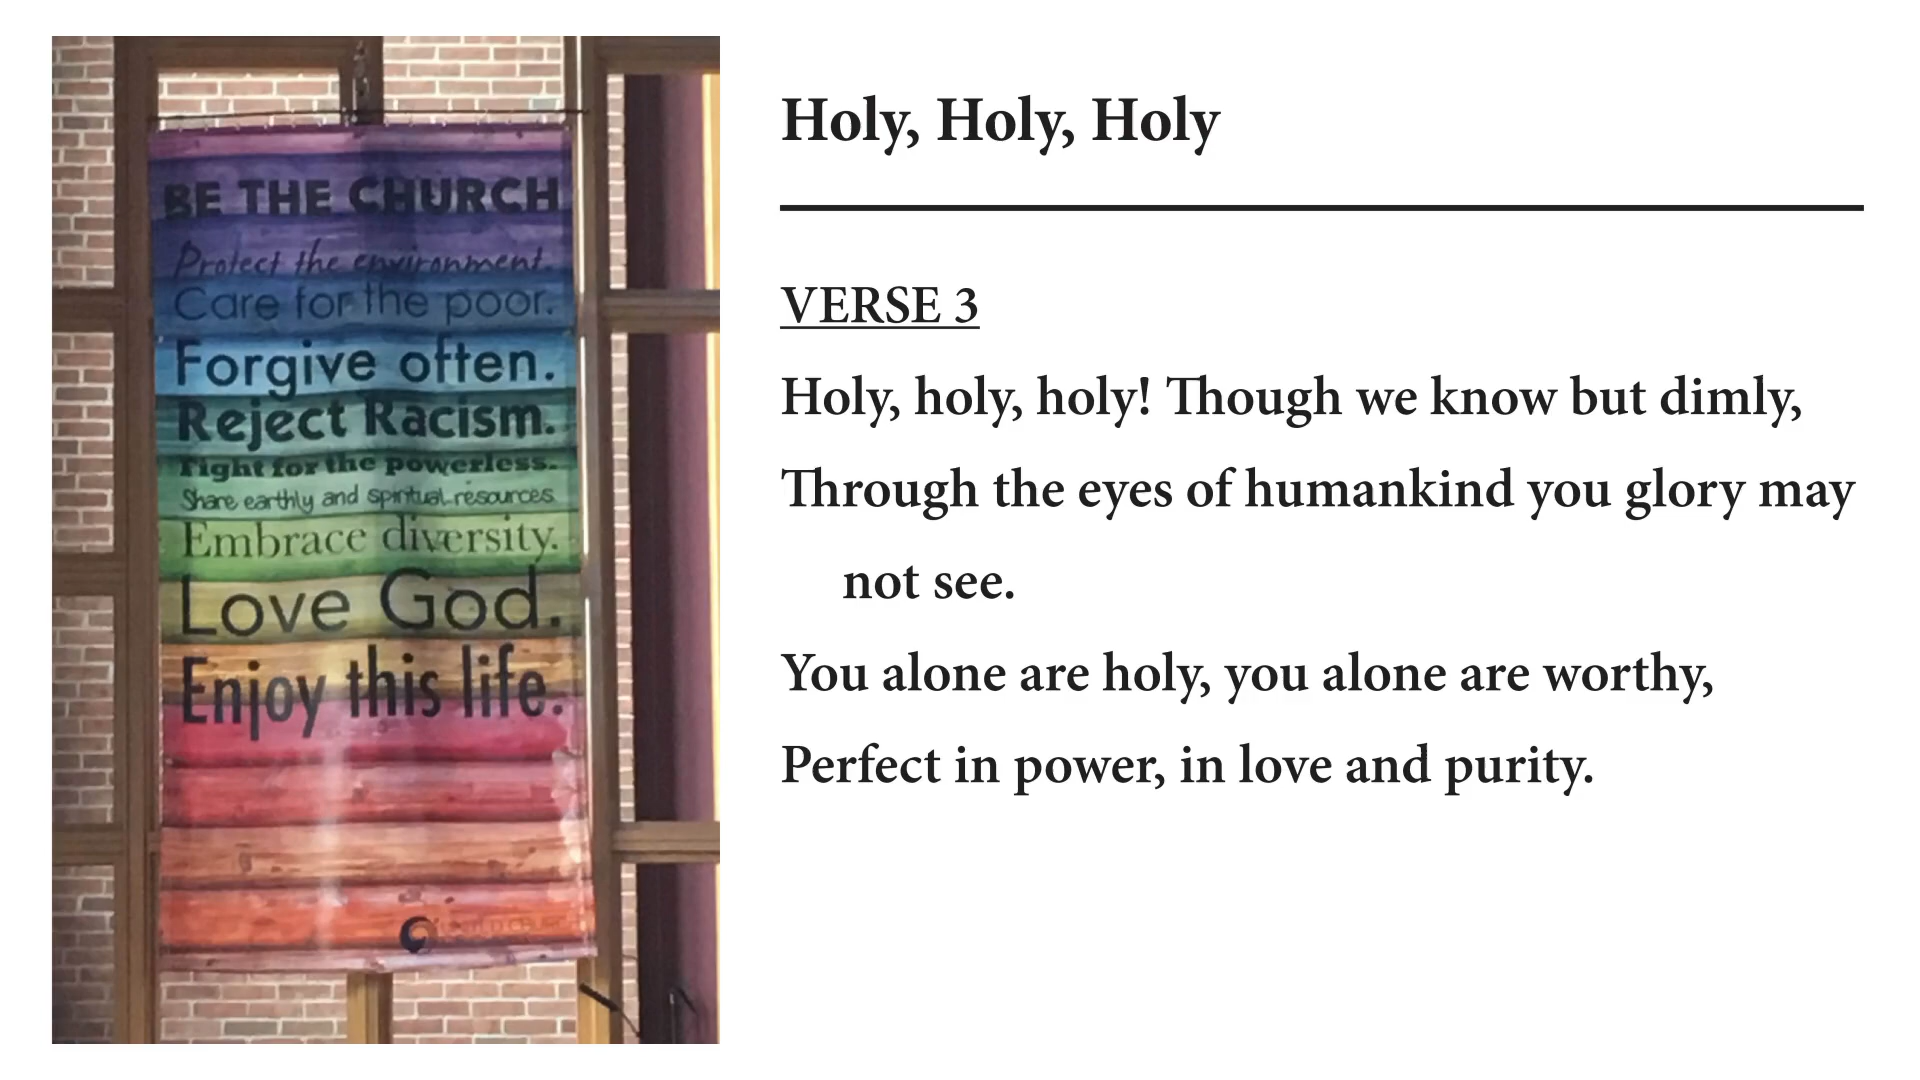 BE THE CHURCH
Protect the environment.
Care for the poor.
Forgive often.
Reject Racism.
Fight for the powerless.
Share earthly and spiritual resources.
Embrace diversity.
Love God.
Enjoy this life.
Holy, Holy, Holy
VERSE 3
Holy, holy, holy! Though we know but dimly,
Through the eyes of humankind you glory may
not see.
You alone are holy, you alone are worthy,
Perfect in power, in love and purity.